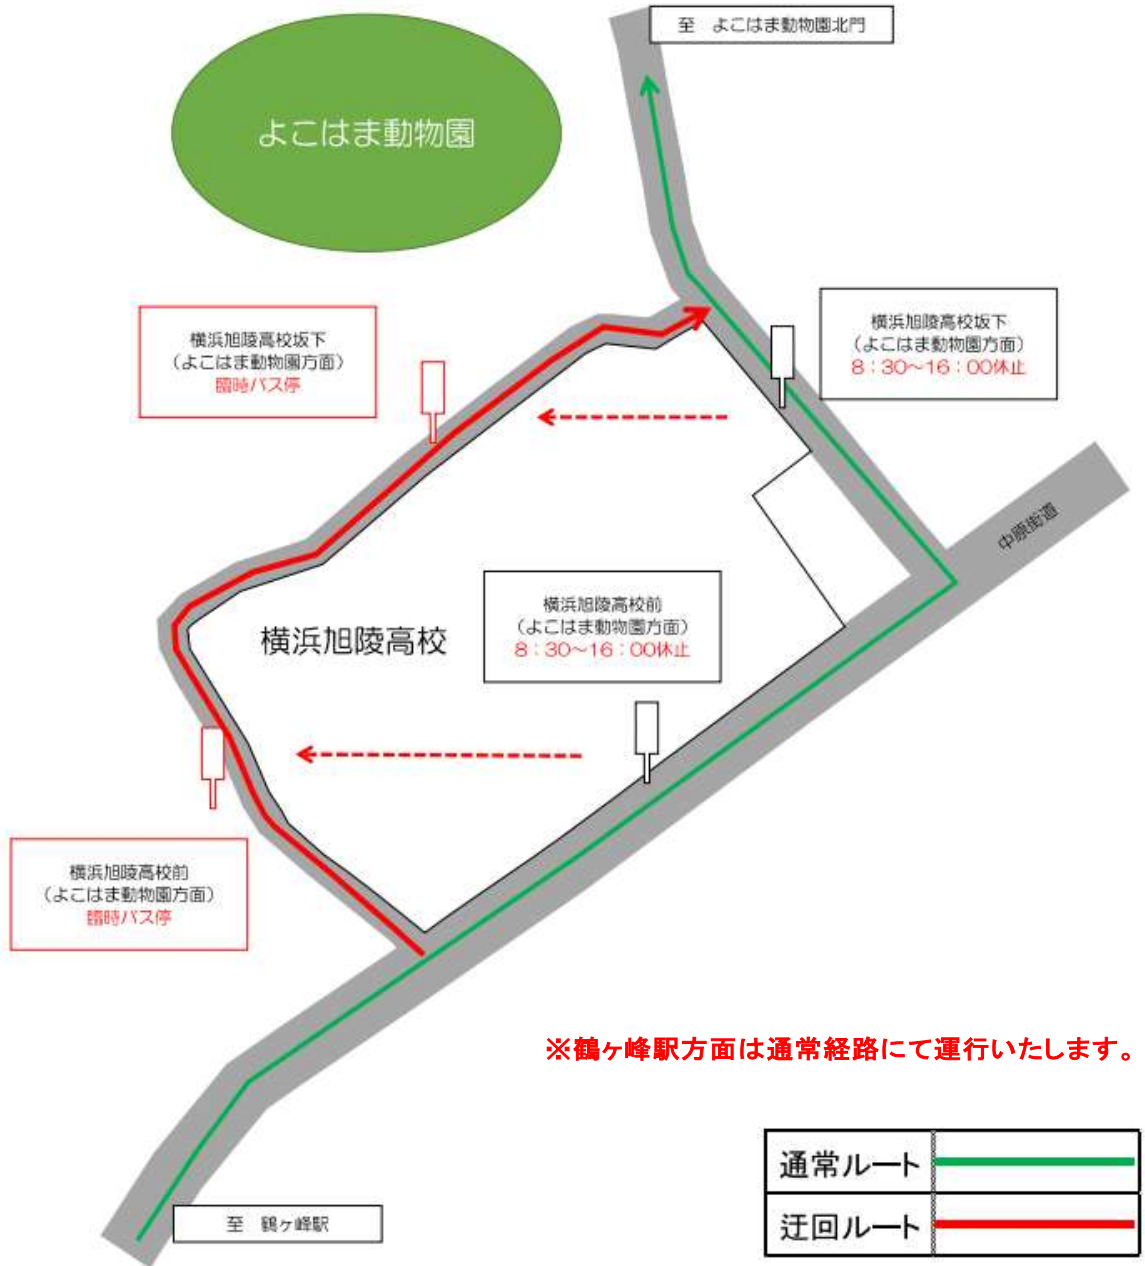 至 よこはま動物園北門
よこはま動物園
横浜旭陵高校坂下
(よこはま動物園方面)
臨時バス停
横浜旭陵高校坂下
(よこはま動物園方面)
8:30~16:00休止
中原街道
横浜旭陵高校前
(よこはま動物園方面)
8:30~16:00休止
横浜旭陵高校
横浜旭陵高校前
(よこはま動物園方面)
臨時バス停
※鶴ヶ峰駅方面は通常経路にて運行いたします。
通常ルート
迂回ルート
至 鶴ヶ峰駅